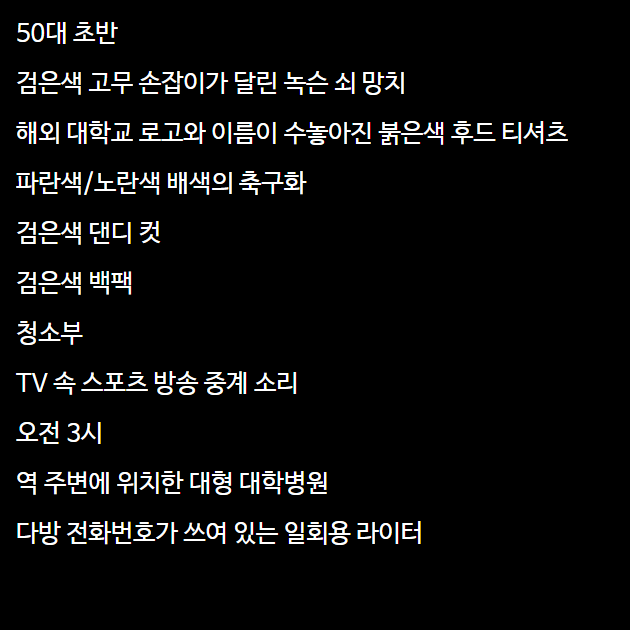 50대 초반
검은색 고무 손잡이가 달린 녹슨 쇠 망치
해외 대학교 로고와 이름이 수놓아진 붉은색 후드 티셔츠
파란색/노란색 배색의 축구화
검은색 댄디 컷
검은색 백팩
청소부
TV 속 스포츠 방송 중계 소리
오전 3시
역 주변에 위치한 대형 대학병원
다방 전화번호가 쓰여 있는 일회용 라이터